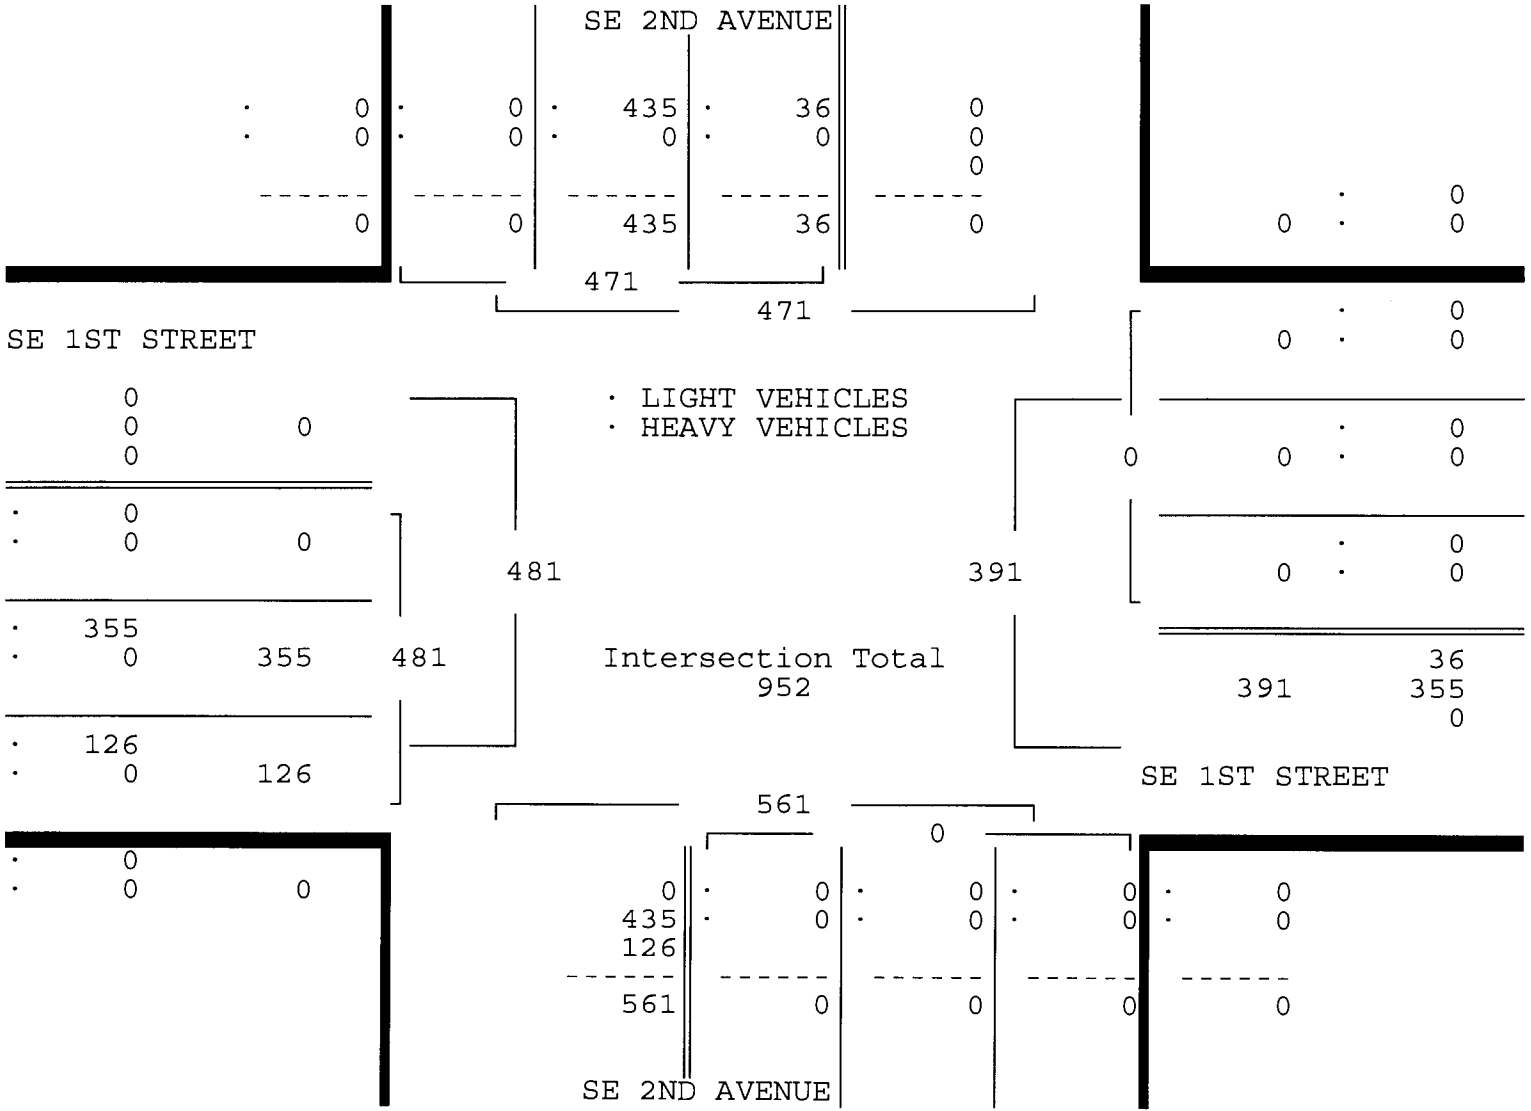 SE 2ND AVENUE
· 0 · 0 · 435 · 36 0
· 0 · 0 · 0 · 0 0
0
------ ------ ------ ------ ------ · 0
0 0 435 36 0 0 · 0
471
471 · 0
SE 1ST STREET 0 · 0
0 · LIGHT VEHICLES
0 0 · HEAVY VEHICLES · 0
0 0 0 · 0
· 0
· 0 0 · 0
481 391 0 · 0
· 355
· 0 355 481 Intersection Total 36
952 391 355
0
· 126
· 0 126 SE 1ST STREET
561
0
· 0
· 0 0 0 · 0 · 0 · 0 · 0
435 · 0 · 0 · 0 · 0
126
------ ------ ------ ------ ------
561 0 0 0 0
SE 2ND AVENUE